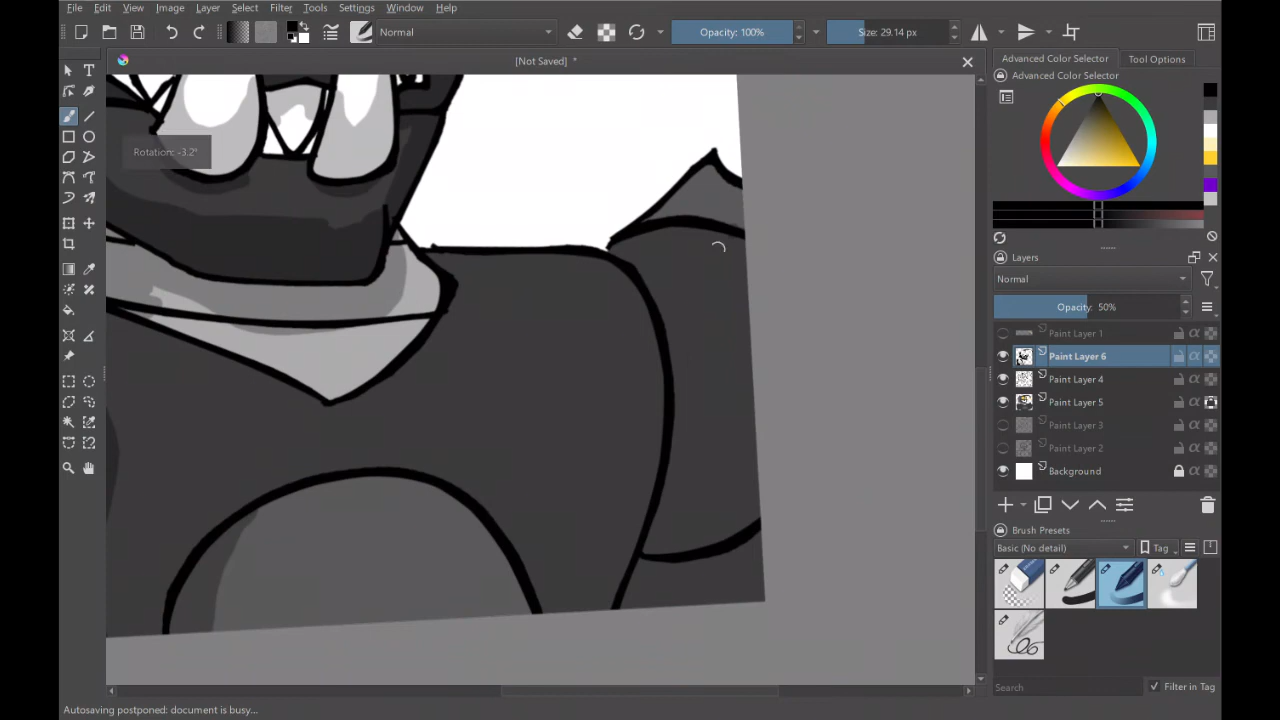 File Edit View Image Layer Select Filter Tools Settings Window Help
Normal
Opacity: 100%
Size: 29.14 px
[Not Saved] *
Advanced Color Selector
Tool Options
Advanced Color Selector
Rotation: -3.2°
Layers
Normal
Opacity: 50%
Paint Layer 1
Paint Layer 6
Paint Layer 4
Paint Layer 5
Paint Layer 3
Paint Layer 2
Background
Brush Presets
Basic (No detail)
Tag
Search
Filter in Tag
Autosaving postponed: document is busy...